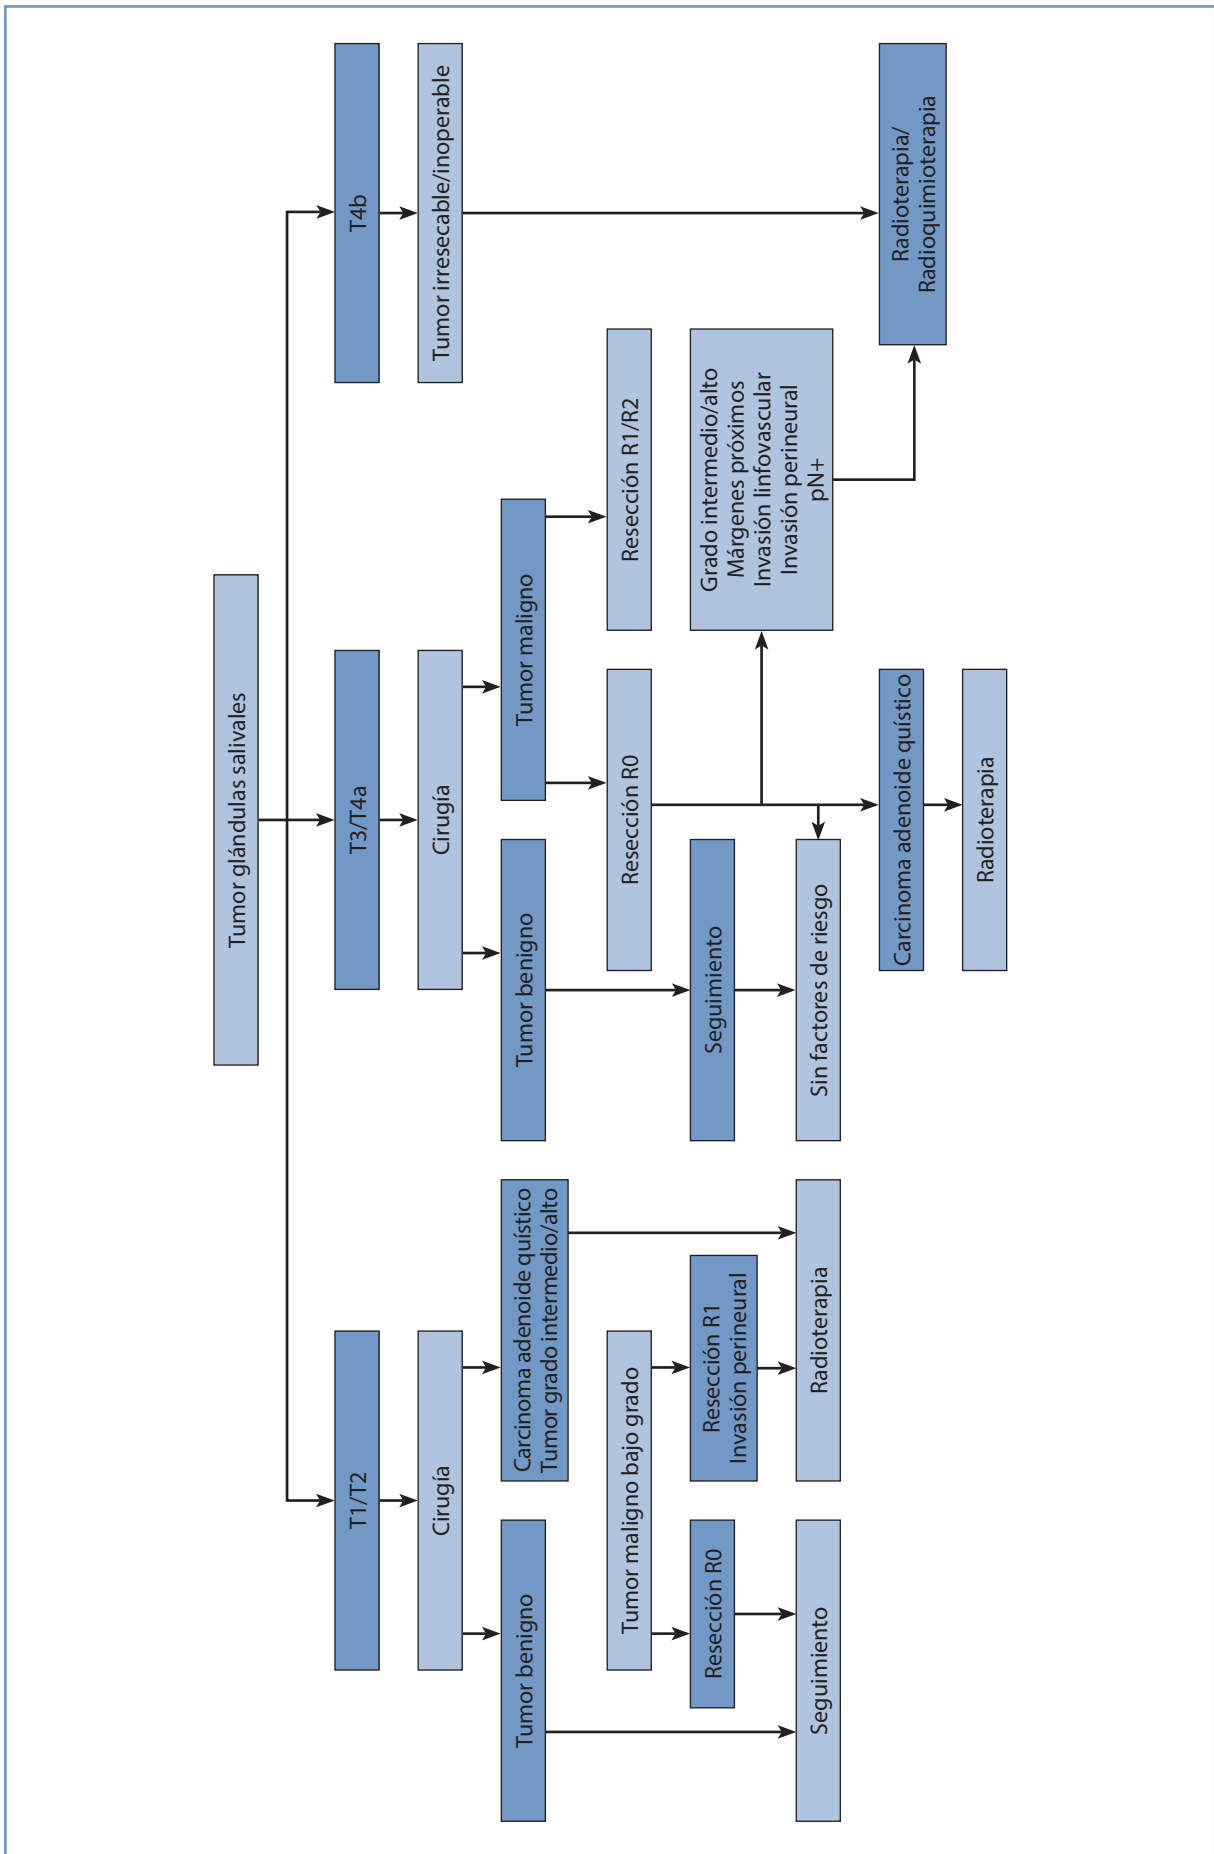 Tumor glándulas salivales
T1/T2
T3/T4a
T4b
Cirugía
Cirugía
Tumor irresecable/inoperable
Tumor benigno
Carcinoma adenoide quístico
Tumor grado intermedio/alto
Tumor benigno
Tumor maligno
Tumor maligno bajo grado
Resección R0
Resección R1/R2
Resección R0
Resección R1
Invasión perineural
Seguimiento
Grado intermedio/alto
Márgenes próximos
Invasión linfovascular
Invasión perineural
pN+
Seguimiento
Radioterapia
Sin factores de riesgo
Carcinoma adenoide quístico
Radioterapia/
Radioquimioterapia
Radioterapia